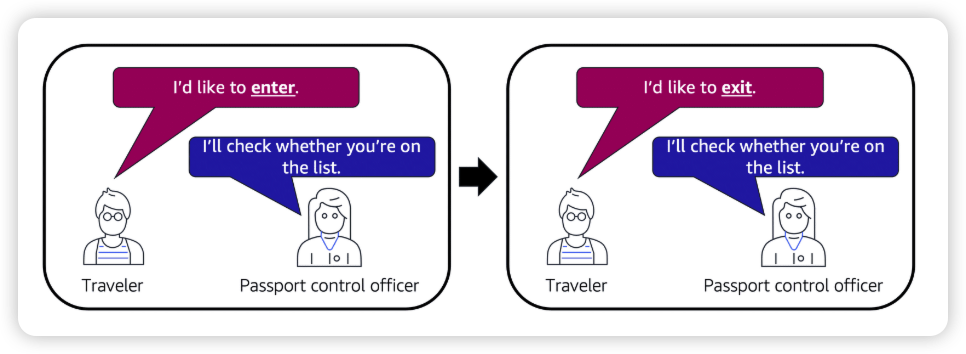 I'd like to enter.
I'll check whether you're on
the list.
Traveler
Passport control officer
I'd like to exit.
I'll check whether you're on
the list.
Traveler
Passport control officer